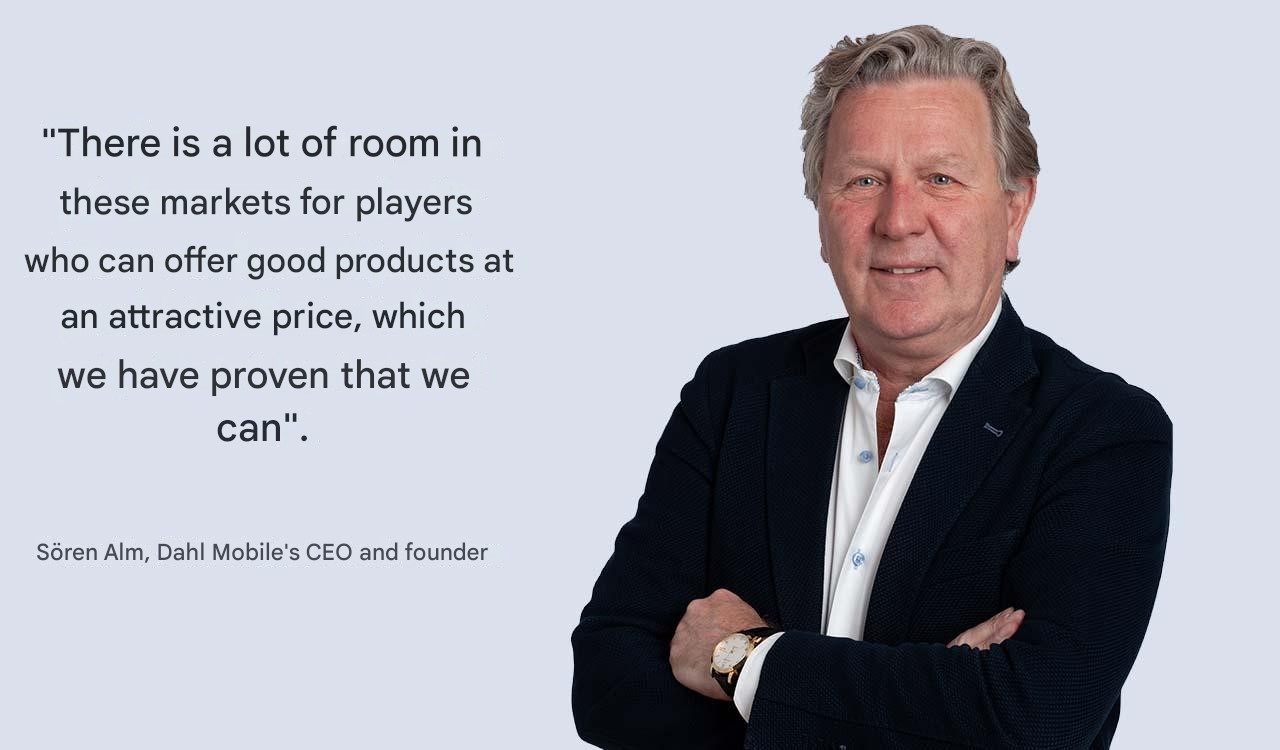 "There is a lot of room in
these markets for players
who can offer good products at
an attractive price, which
we have proven that we
can".
Sören Alm, Dahl Mobile's CEO and founder